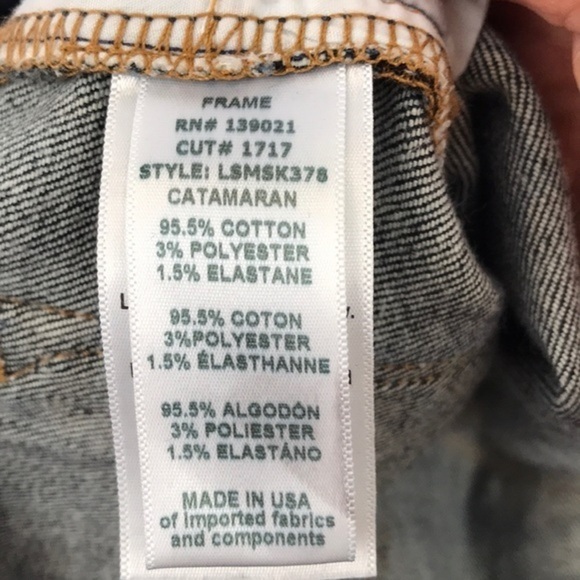 FRAME
RN# 139021
CUT# 1717
STYLE: LSMSK378
CATAMARAN
95.5% COTTON
3% POLYESTER
1.5% ELASTANE
95.5% COTON
3%POLYESTER
1.5% ÉLASTHANNE
95.5% ALGODÓN
3% POLIESTER
1.5% ELASTÁNO
MADE IN USA
of imported fabrics
and components